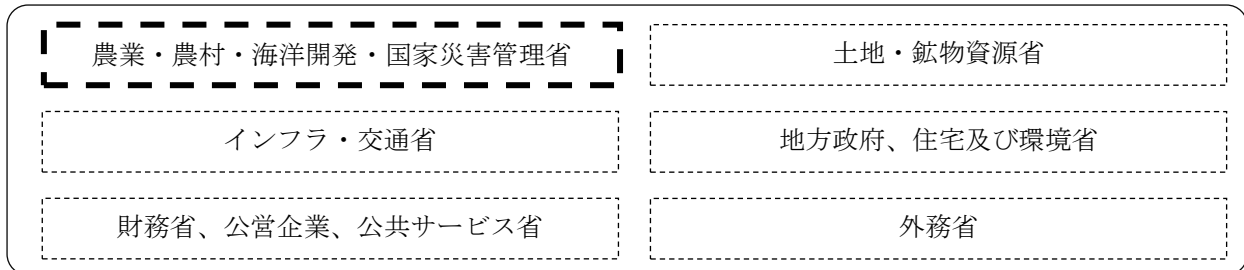 農業・農村・海洋開発・国家災害管理省
土地・鉱物資源省
インフラ・交通省
地方政府、住宅及び環境省
財務省、公営企業、公共サービス省
外務省